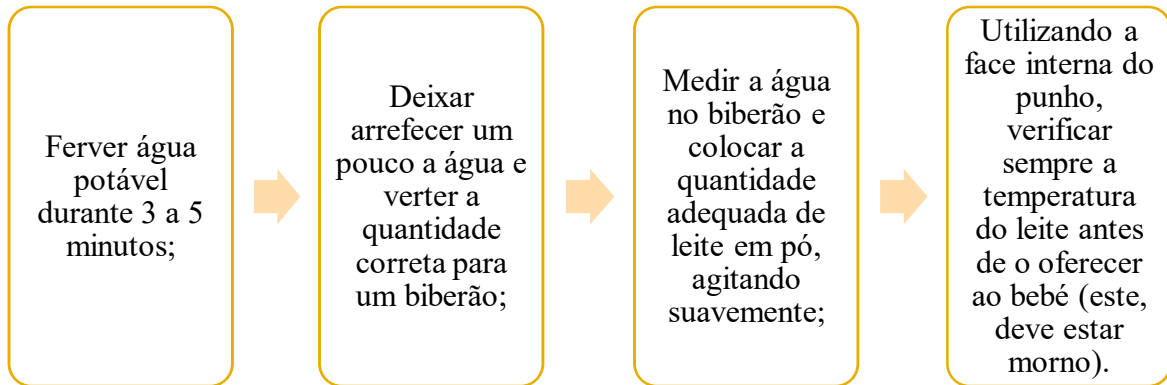 Ferver água
potável
durante 3 a 5
minutos;
Deixar
arrefecer um
pouco a água e
verter a
quantidade
correta para
um biberão;
Medir a água
no biberão e
colocar a
quantidade
adequada de
leite em pó,
agitando
suavemente;
Utilizando a
face interna do
punho,
verificar
sempre a
temperatura
do leite antes
de o oferecer
ao bebé (este,
deve estar
morno).